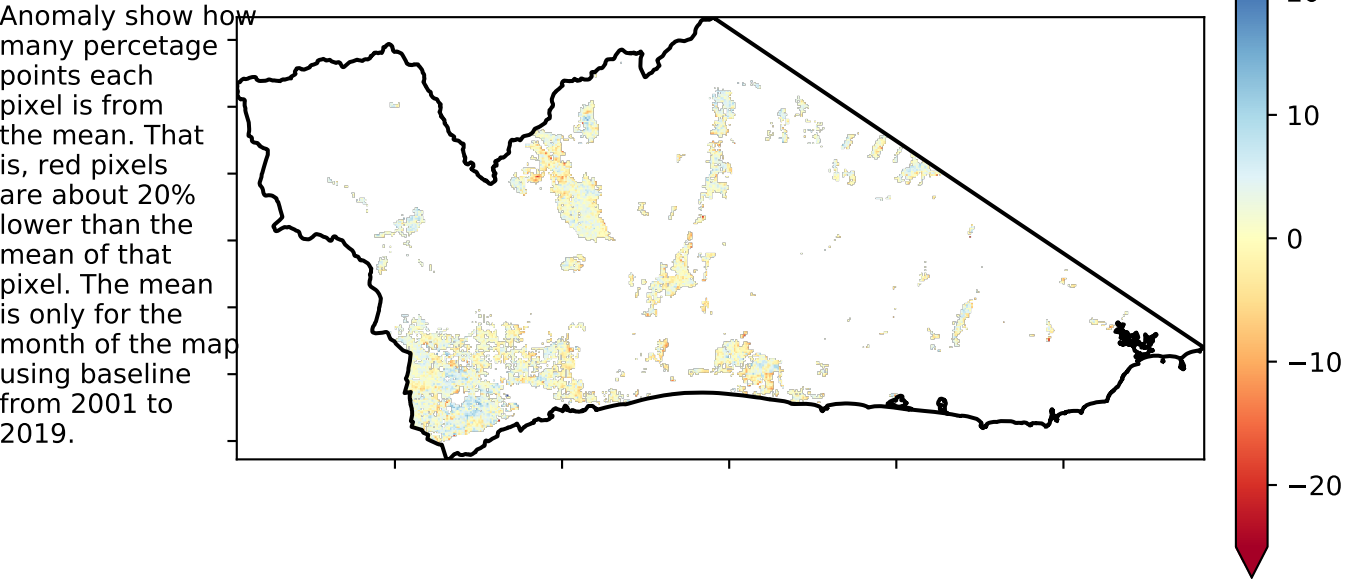 Anomaly show how
many percetage
points each
pixel is from
the mean. That
is, red pixels
are about 20%
lower than the
mean of that
pixel. The mean
is only for the
month of the map
using baseline
from 2001 to
2019.
10
0
−10
−20